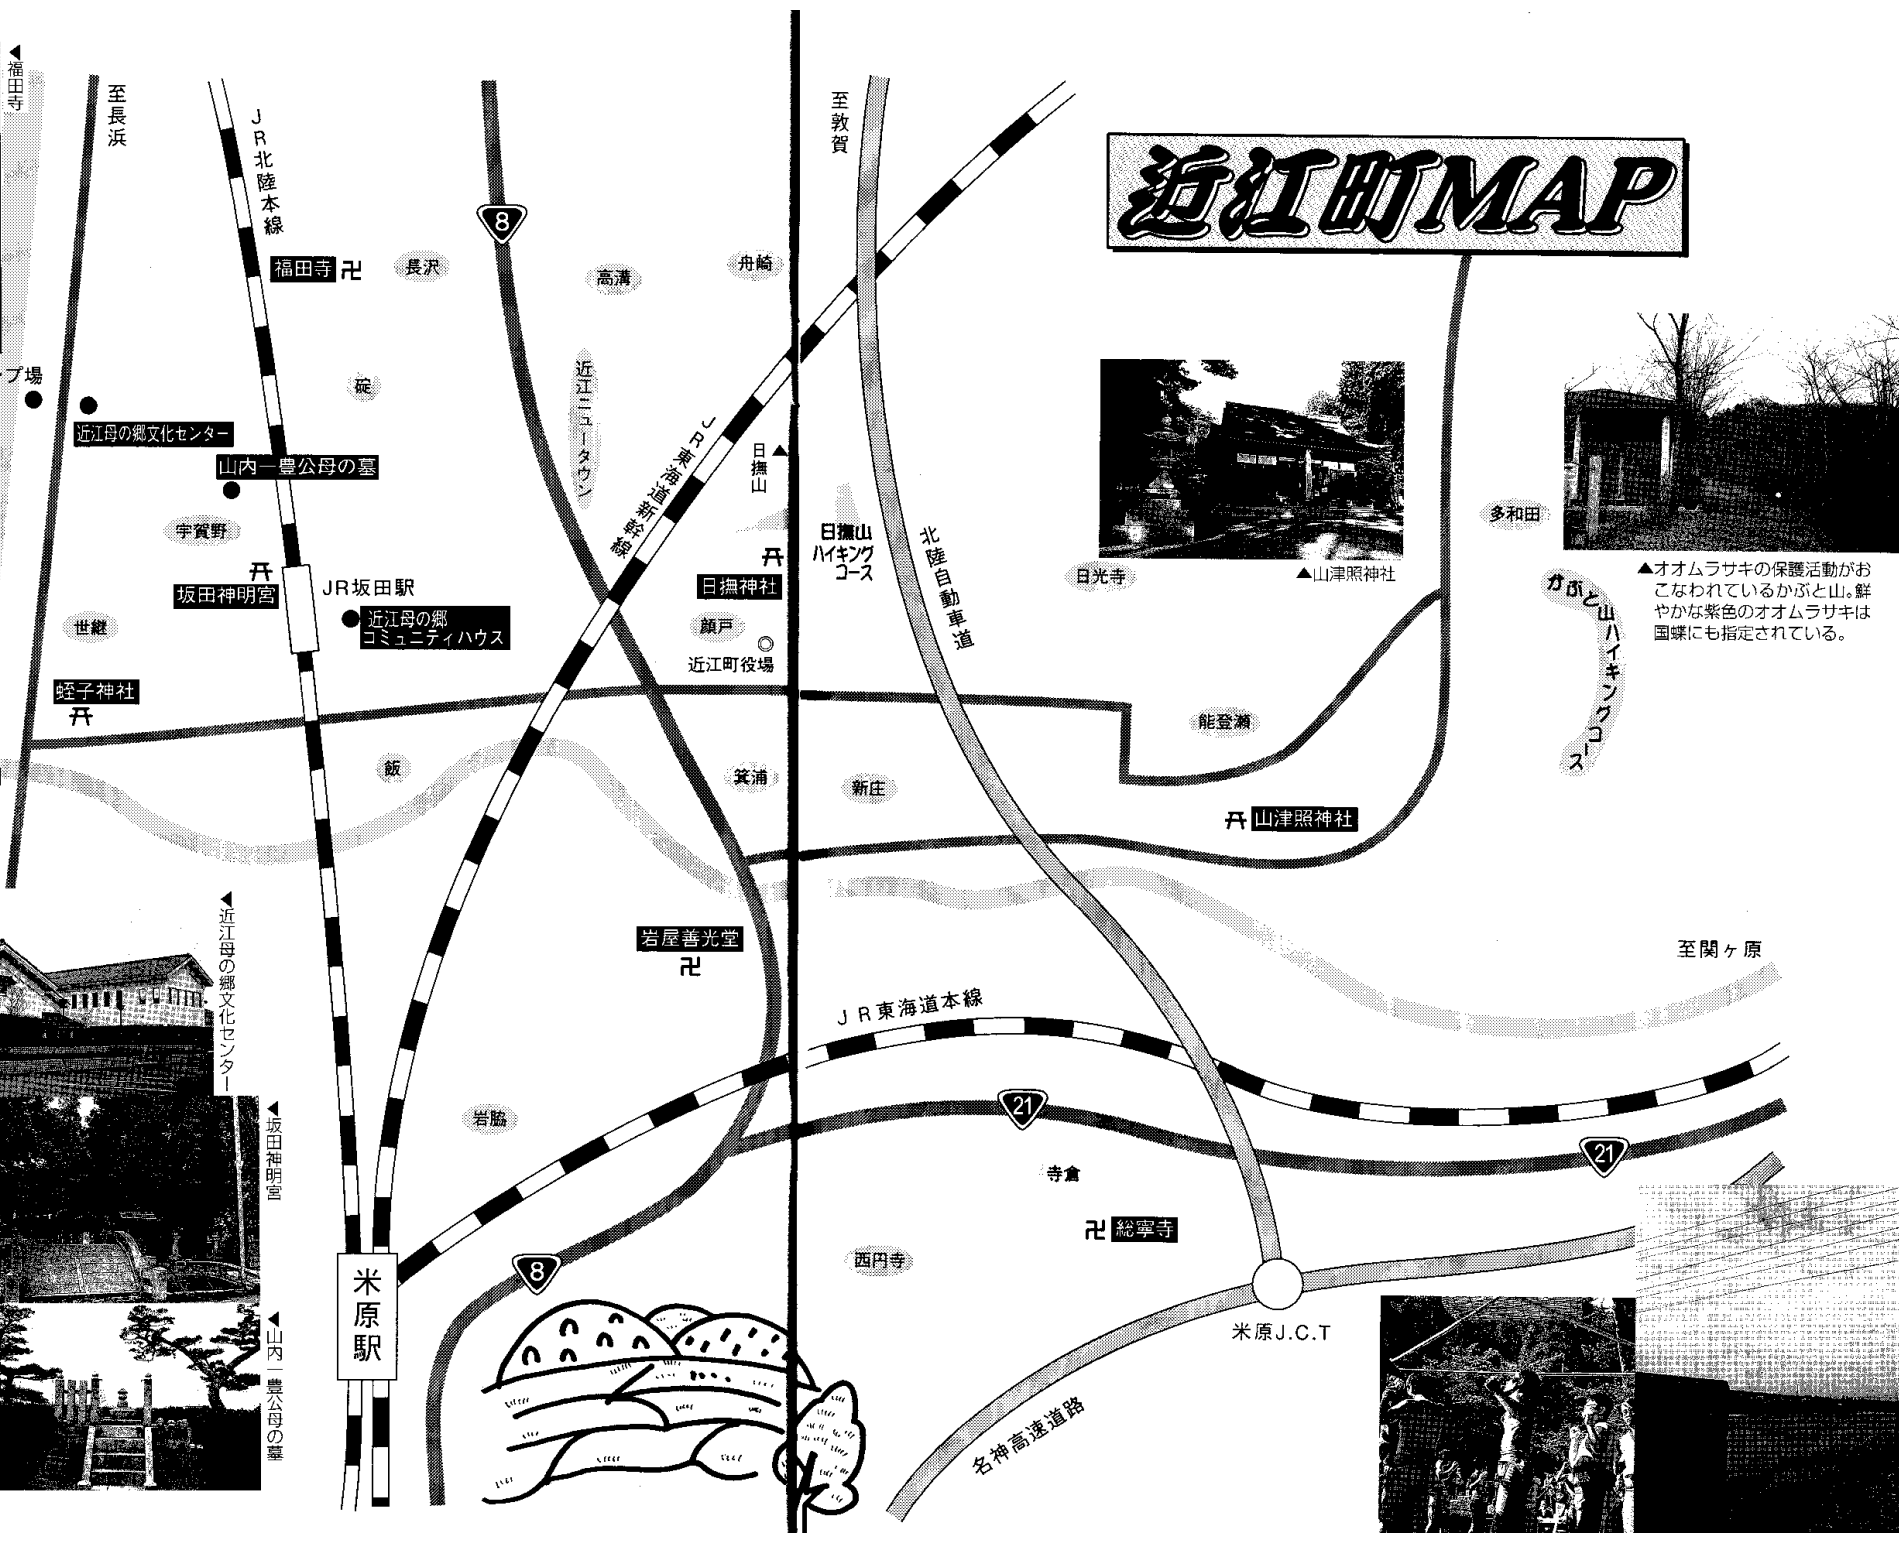 近江町MAP
福田寺
至長浜
JR北陸本線
8
至敦賀
福田寺
長沢
高溝
舟崎
プ場
近江母の郷文化センター
碇
近江ニュータウン
JR東海道新幹線
日撫山
山内一豊公母の墓
宇賀野
坂田神明宮
JR坂田駅
近江母の郷
コミュニティハウス
世継
蛭子神社
日撫神社
日撫山
ハイキング
コース
顔戸
近江町役場
北陸自動車道
日光寺
▲山津照神社
多和田
▲オオムラサキの保護活動がお
こなわれているかぶと山。鮮
やかな紫色のオオムラサキは
国蝶にも指定されている。
かぶと山ハイキングコース
能登瀬
飯
箕浦
新庄
山津照神社
岩屋善光堂
至関ヶ原
JR東海道本線
近江母の郷文化センター
坂田神明宮
山内一豊公母の墓
岩脇
21
21
寺倉
総寧寺
西円寺
8
米原駅
米原J.C.T
名神高速道路